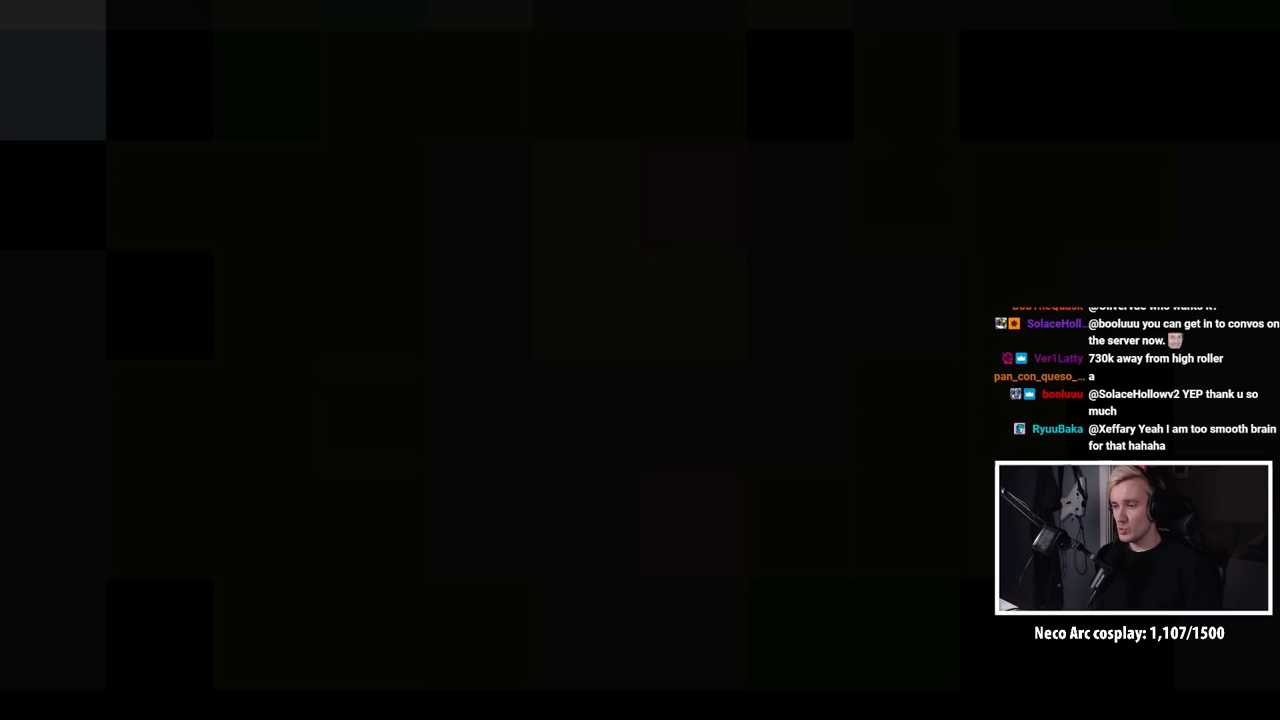 SolaceHoll... @booluuu you can get in to convos on
the server now.
Ver1Latty 730k away from high roller
pan_con_queso_... a
booluuu @SolaceHollowv2 YEP thank u so
much
RyuuBaka @Xeffary Yeah I am too smooth brain
for that hahaha
Neco Arc cosplay: 1,107/1500